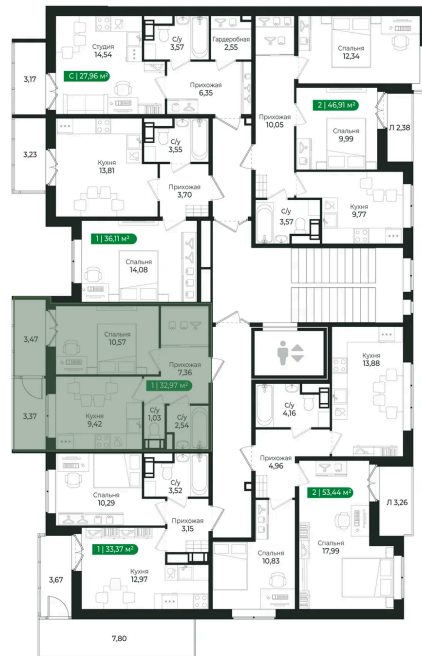 Студия
14,54
С/у
3,57
Гардеробная
2,55
Спальня
12,34
3,17
С | 27,96 м²
Прихожая
6,35
Прихожая
10,05
2 | 46,91 м²
Спальня
9,99
Л 2,38
3,23
Кухня
13,81
С/у
3,55
Прихожая
3,70
С/у
3,57
Кухня
9,77
1 | 36,11 м²
Спальня
14,08
3,47
Спальня
10,57
Прихожая
7,36
Кухня
13,88
1 | 32,97 м²
3,37
Кухня
9,42
С/у
1,03
С/у
2,54
С/у
4,16
Спальня
10,29
С/у
3,52
Прихожая
4,96
Прихожая
3,15
2 | 53,44 м²
Л 3,26
1 | 33,37 м²
Кухня
12,97
Спальня
10,83
Спальня
17,99
3,67
7,80